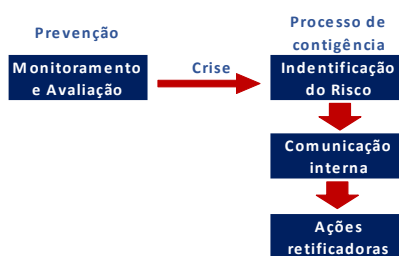 Prevenção
Monitoramento
e Avaliação
Crise
Processo de
contigência
Indentificação
do Risco
Comunicação
interna
Ações
retificadoras